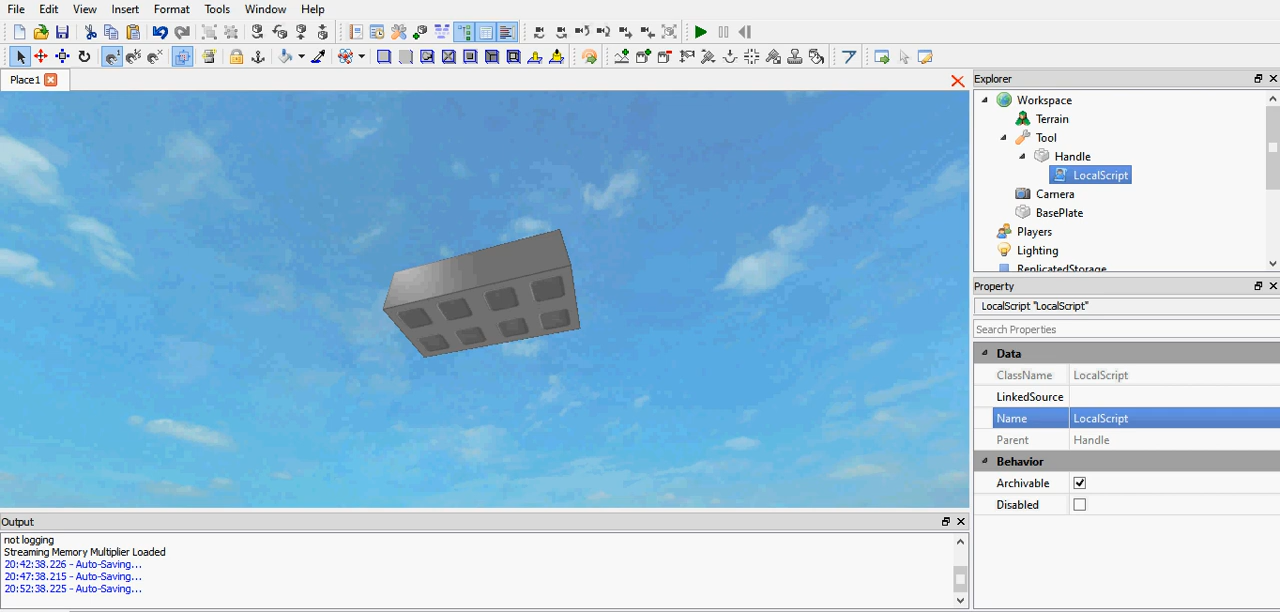 File Edit View Insert Format Tools Window Help
Place1
Explorer
Workspace
Terrain
Tool
Handle
LocalScript
Camera
BasePlate
Players
Lighting
ReplicatedStorage
Property
LocalScript "LocalScript"
Search Properties
Data
ClassName LocalScript
LinkedSource
Name LocalScript
Parent Handle
Behavior
Archivable
Disabled
Output
not logging
Streaming Memory Multiplier Loaded
20:42:38.226 - Auto-Saving...
20:47:38.215 - Auto-Saving...
20:52:38.225 - Auto-Saving...